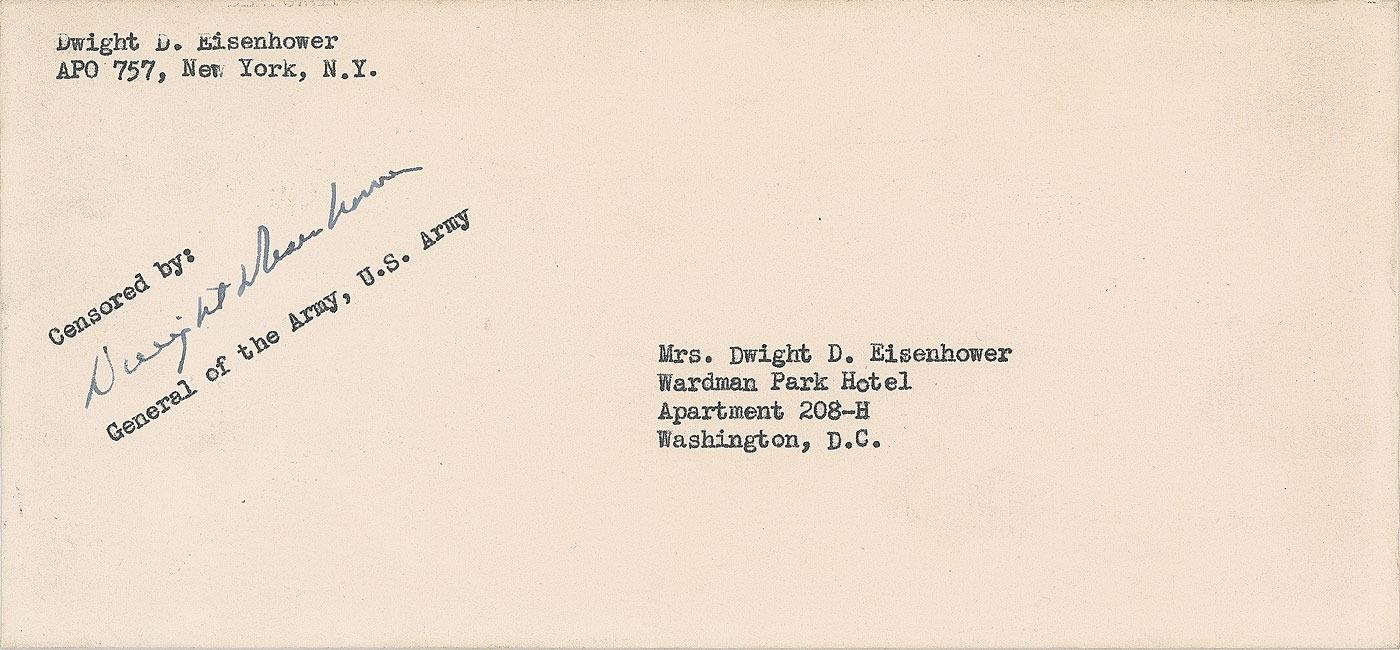 Dwight D. Eisenhower
APO 757, New York, N.Y.
Censored by:
Dwight D Eisenhower
General of the Army, U.S. Army
Mrs. Dwight D. Eisenhower
Wardman Park Hotel
Apartment 208-H
Washington, D.C.